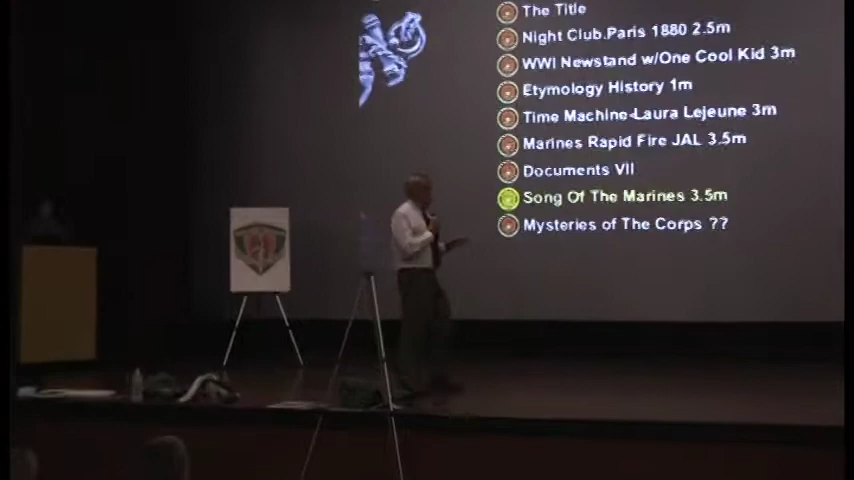 The Title
Night Club.Paris 1880 2.5m
WWI Newstand w/One Cool Kid 3m
Etymology History 1m
Time Machine-Laura Lejeune 3m
Marines Rapid Fire JAL 3.5m
Documents VII
Song Of The Marines 3.5m
Mysteries of The Corps ??